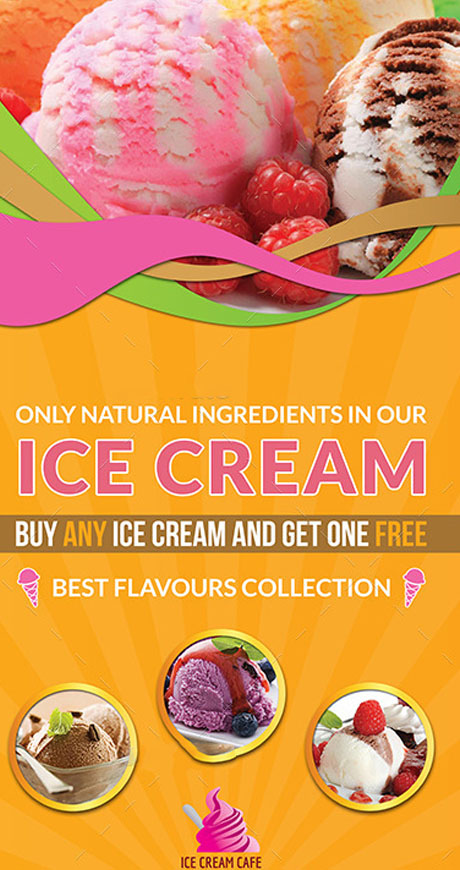 ONLY NATURAL INGREDIENTS IN OUR
ICE CREAM
BUY ANY ICE CREAM AND GET ONE FREE
BEST FLAVOURS COLLECTION
ICE CREAM CAFE